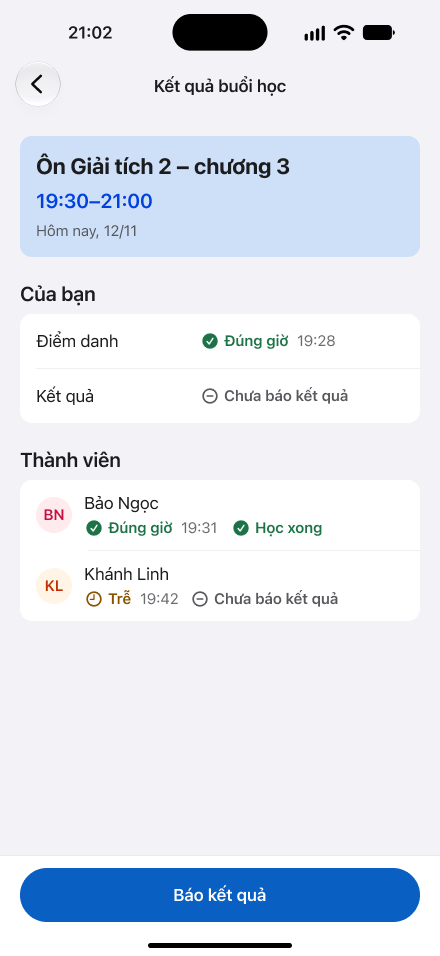 21:02
Kết quả buổi học
Ôn Giải tích 2 – chương 3
19:30–21:00
Hôm nay, 12/11
Của bạn
Điểm danh Đúng giờ 19:28
Kết quả Chưa báo kết quả
Thành viên
BN Bảo Ngọc
Đúng giờ 19:31 Học xong
KL Khánh Linh
Trễ 19:42 Chưa báo kết quả
Báo kết quả